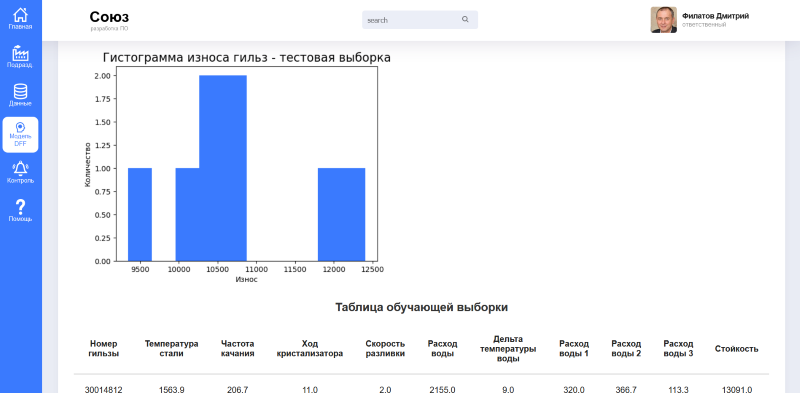 Союз
разработка ПО
search
Филатов Дмитрий
ответственный
Главная
Подразд.
Данные
Модель
DFF
Контроль
Помощь
Гистограмма износа гильз - тестовая выборка
Количество
2.00
1.75
1.50
1.25
1.00
0.75
0.50
0.25
0.00
9500 10000 10500 11000 11500 12000 12500
Износ
Таблица обучающей выборки
Номер гильзы Температура стали Частота качания Ход кристализатора Скорость разливки Расход воды Дельта температуры воды Расход воды 1 Расход воды 2 Расход воды 3 Стойкость
30014812 1563.9 206.7 11.0 2.0 2155.0 9.0 320.0 366.7 113.3 13091.0